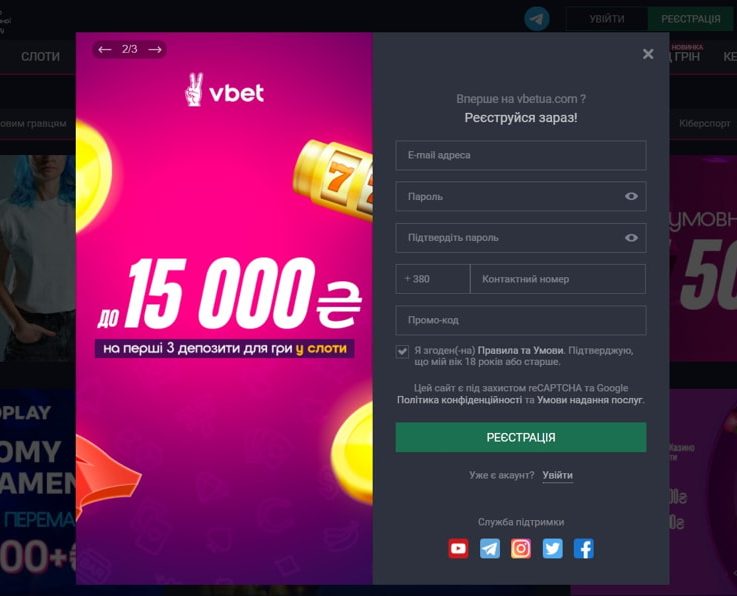 УВІЙТИ
РЕЄСТРАЦІЯ
СЛОТИ
НОВИНКА
ГРІН
Кіберспорт
2/3
vbet
до 15 000₴
на перші 3 депозити для гри у слоти
Вперше на vbetua.com ?
Реєструйся зараз!
E-mail адреса
Пароль
Підтвердіть пароль
+ 380
Контактний номер
Промо-код
Я згоден(-на) Правила та Умови. Підтверджую,
що мій вік 18 років або старше.
Цей сайт є під захистом reCAPTCHA та Google
Політика конфіденційності та Умови надання послуг.
РЕЄСТРАЦІЯ
Уже є акаунт? Увійти
Служба підтримки
гравцям